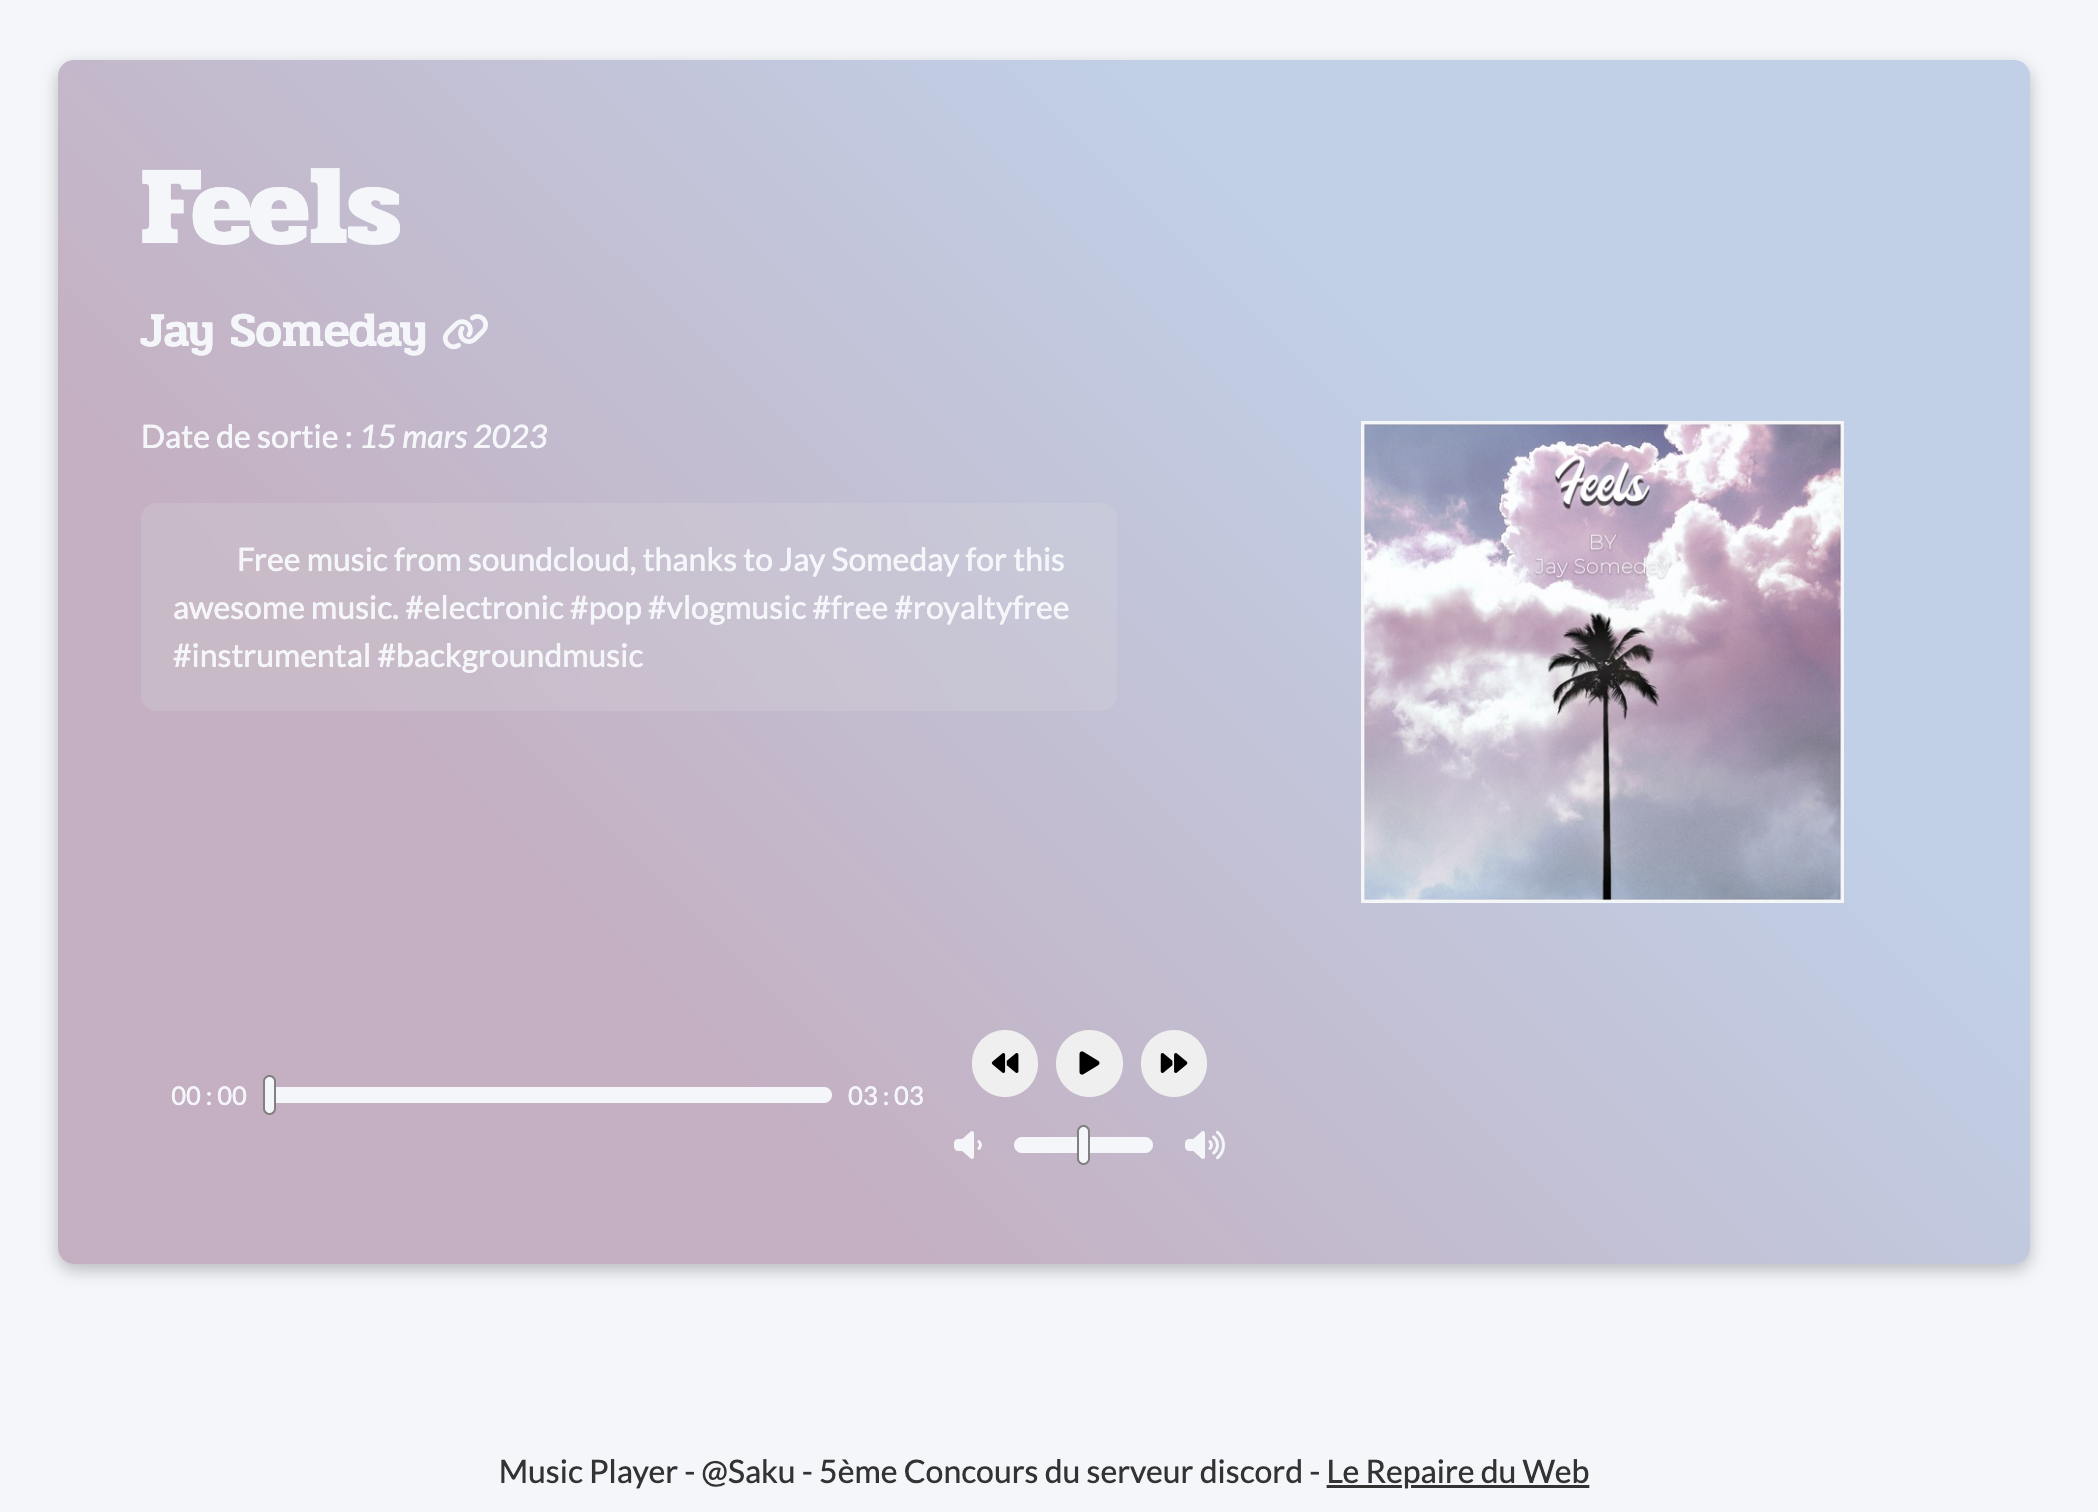 Feels
Jay Someday
Date de sortie : 15 mars 2023
Free music from soundcloud, thanks to Jay Someday for this
awesome music. #electronic #pop #vlogmusic #free #royaltyfree
#instrumental #backgroundmusic
Feels
BY
Jay Someday
00 : 00
03 : 03
Music Player - @Saku - 5ème Concours du serveur discord - Le Repaire du Web